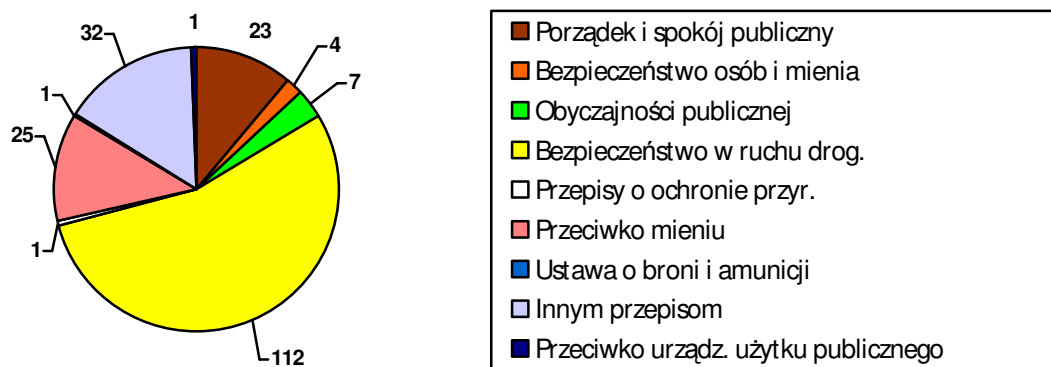 1
32
23
4
7
1
25
1
112
Porządek i spokój publiczny
Bezpieczeństwo osób i mienia
Obyczajności publicznej
Bezpieczeństwo w ruchu drog.
Przepisy o ochronie przyr.
Przeciwko mieniu
Ustawa o broni i amunicji
Innym przepisom
Przeciwko urządz. użytku publicznego